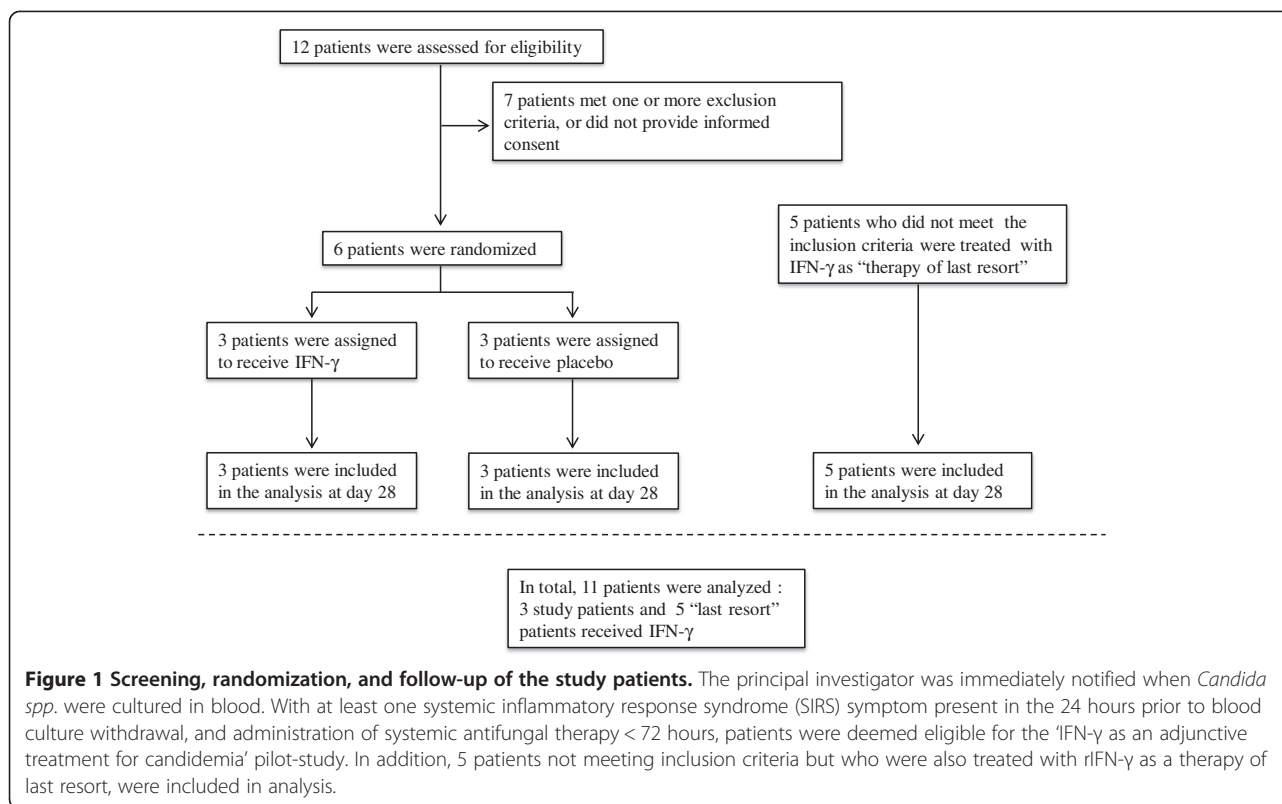 12 patients were assessed for eligibility
7 patients met one or more exclusion
criteria, or did not provide informed
consent
6 patients were randomized
5 patients who did not meet the
inclusion criteria were treated with
IFN-γ as “therapy of last resort”
3 patients were assigned
to receive IFN-γ
3 patients were assigned
to receive placebo
3 patients were included
in the analysis at day 28
3 patients were included
in the analysis at day 28
5 patients were included
in the analysis at day 28
In total, 11 patients were analyzed :
3 study patients and 5 “last resort”
patients received IFN-γ
Figure 1 Screening, randomization, and follow-up of the study patients. The principal investigator was immediately notified when Candida
spp. were cultured in blood. With at least one systemic inflammatory response syndrome (SIRS) symptom present in the 24 hours prior to blood
culture withdrawal, and administration of systemic antifungal therapy < 72 hours, patients were deemed eligible for the ‘IFN-γ as an adjunctive
treatment for candidemia’ pilot-study. In addition, 5 patients not meeting inclusion criteria but who were also treated with rIFN-γ as a therapy of
last resort, were included in analysis.